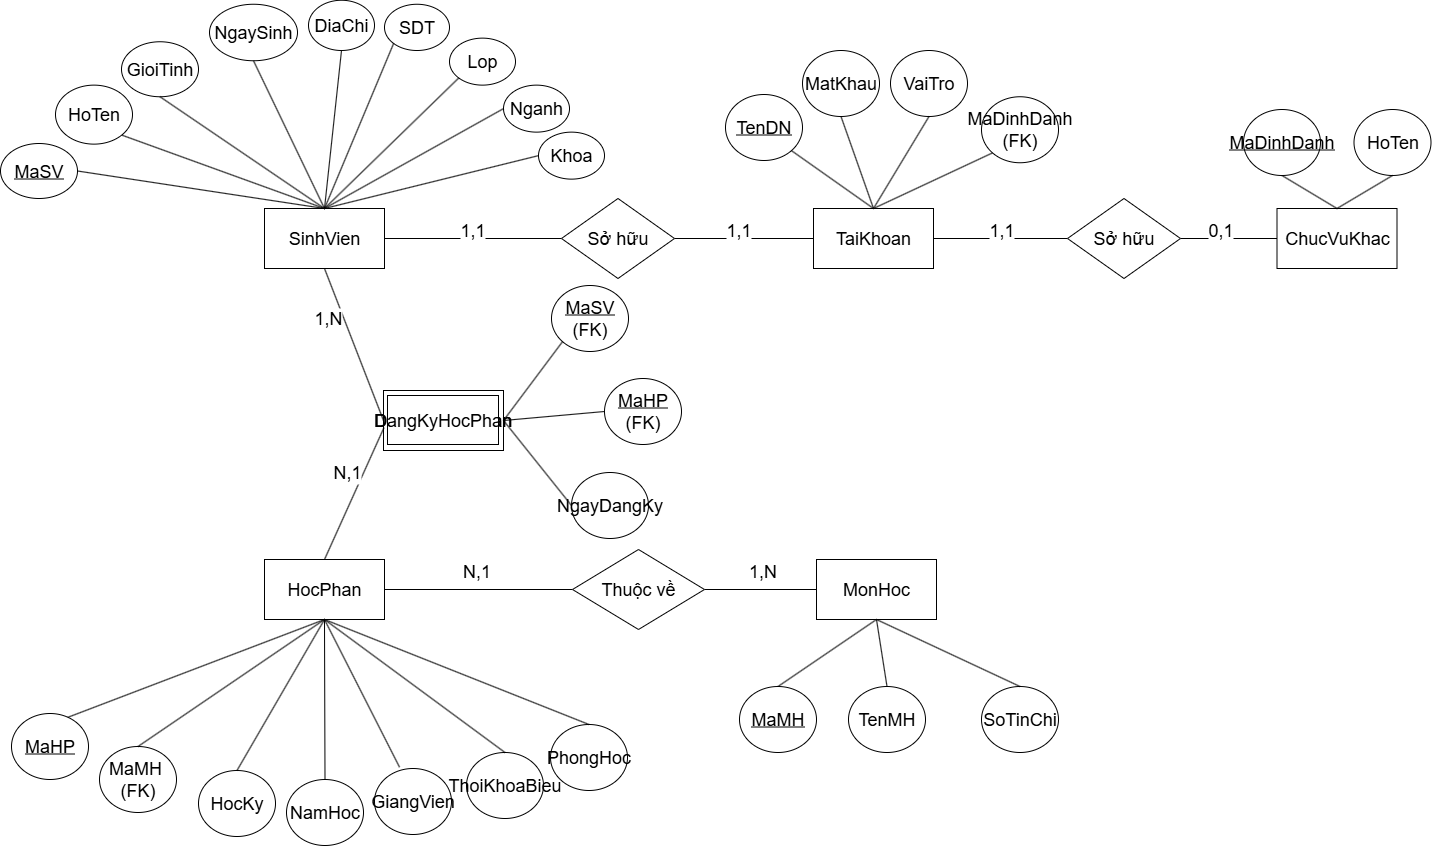 DiaChi
SDT
NgaySinh
Lop
GioiTinh
Nganh
HoTen
Khoa
MaSV
MatKhau
VaiTro
TenDN
MaDinhDanh
(FK)
MaDinhDanh
HoTen
SinhVien
1,1
Sở hữu
1,1
TaiKhoan
1,1
Sở hữu
0,1
ChucVuKhac
1,N
MaSV
(FK)
DangKyHocPhan
MaHP
(FK)
N,1
NgayDangKy
HocPhan
N,1
Thuộc về
1,N
MonHoc
MaHP
MaMH
(FK)
HocKy
NamHoc
GiangVien
ThoiKhoaBieu
PhongHoc
MaMH
TenMH
SoTinChi